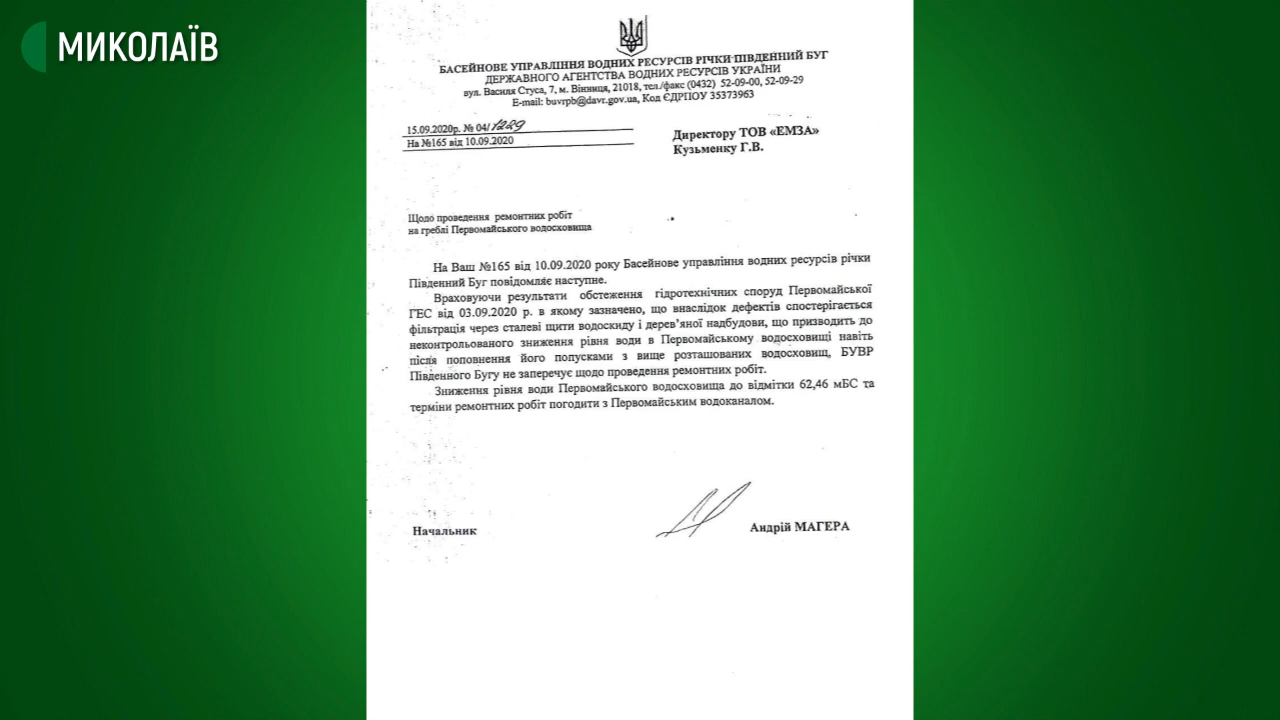 МИКОЛАЇВ
БАСЕЙНОВЕ УПРАВЛІННЯ ВОДНИХ РЕСУРСІВ РІЧКИ ПІВДЕННИЙ БУГ
ДЕРЖАВНОГО АГЕНТСТВА ВОДНИХ РЕСУРСІВ УКРАЇНИ
вул. Василя Стуса, 7, м. Вінниця, 21018, тел./факс (0432) 52-09-00, 52-09-29
E-mail: buvrpb@davr.gov.ua, Код ЄДРПОУ 35373963
15.09.2020р. № 04/1229
На №165 від 10.09.2020
Директору ТОВ «ЕМЗА»
Кузьменку Г.В.
Щодо проведення ремонтних робіт
на греблі Первомайського водосховища
На Ваш №165 від 10.09.2020 року Басейнове управління водних ресурсів річки
Південний Буг повідомляє наступне.
Враховуючи результати обстеження гідротехнічних споруд Первомайської
ГЕС від 03.09.2020 р. в якому зазначено, що внаслідок дефектів спостерігається
фільтрація через сталеві щити водоскиду і дерев’яної надбудови, що призводить до
неконтрольованого зниження рівня води в Первомайському водосховищі навіть
після поповнення його попусками з вище розташованих водосховищ, БУВР
Південного Бугу не заперечує щодо проведення ремонтних робіт.
Зниження рівня води Первомайського водосховища до відмітки 62,46 мБС та
терміни ремонтних робіт погодити з Первомайським водоканалом.
Начальник
Андрій МАГЕРА